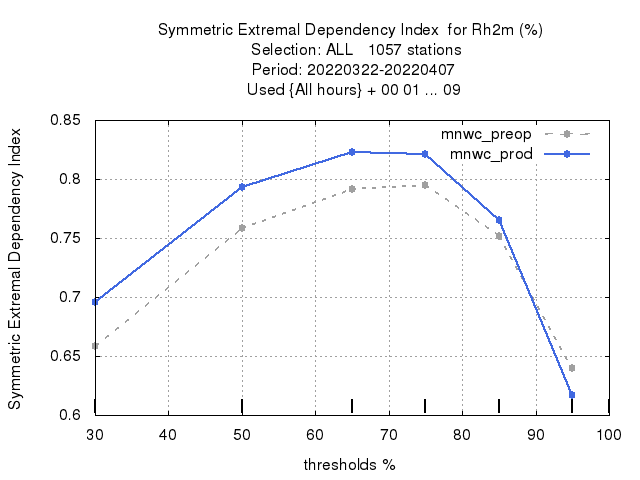 Symmetric Extremal Dependency Index  for Rh2m (%)
Selection: ALL   1057 stations
Period: 20220322-20220407
Used {All hours} + 00 01 ... 09
Symmetric Extremal Dependency Index
0.85
0.8
0.75
0.7
0.65
0.6
mnwc_preop
mnwc_prod
30 40 50 60 70 80 90 100
thresholds %